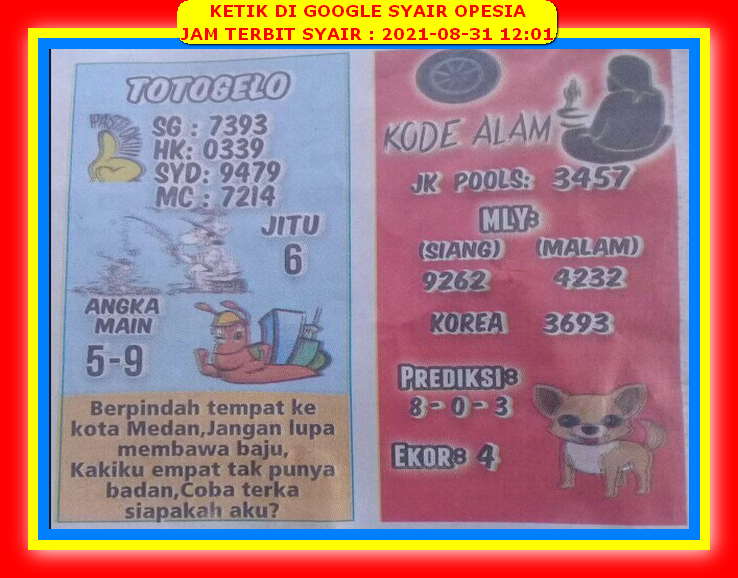 KETIK DI GOOGLE SYAIR OPESIA
JAM TERBIT SYAIR : 2021-08-31 12:01
TOTOGELO
PASTI
SG : 7393
HK: 0339
SYD: 9479
MC : 7214
JITU
6
ANGKA
MAIN
5-9
Berpindah tempat ke
kota Medan,Jangan lupa
membawa baju,
Kakiku empat tak punya
badan,Coba terka
siapakah aku?
KODE ALAM
JK POOLS: 3457
MLY:
(SIANG) (MALAM)
9262 4232
KOREA 3693
PREDIKSI:
8 - 0 - 3
EKOR: 4